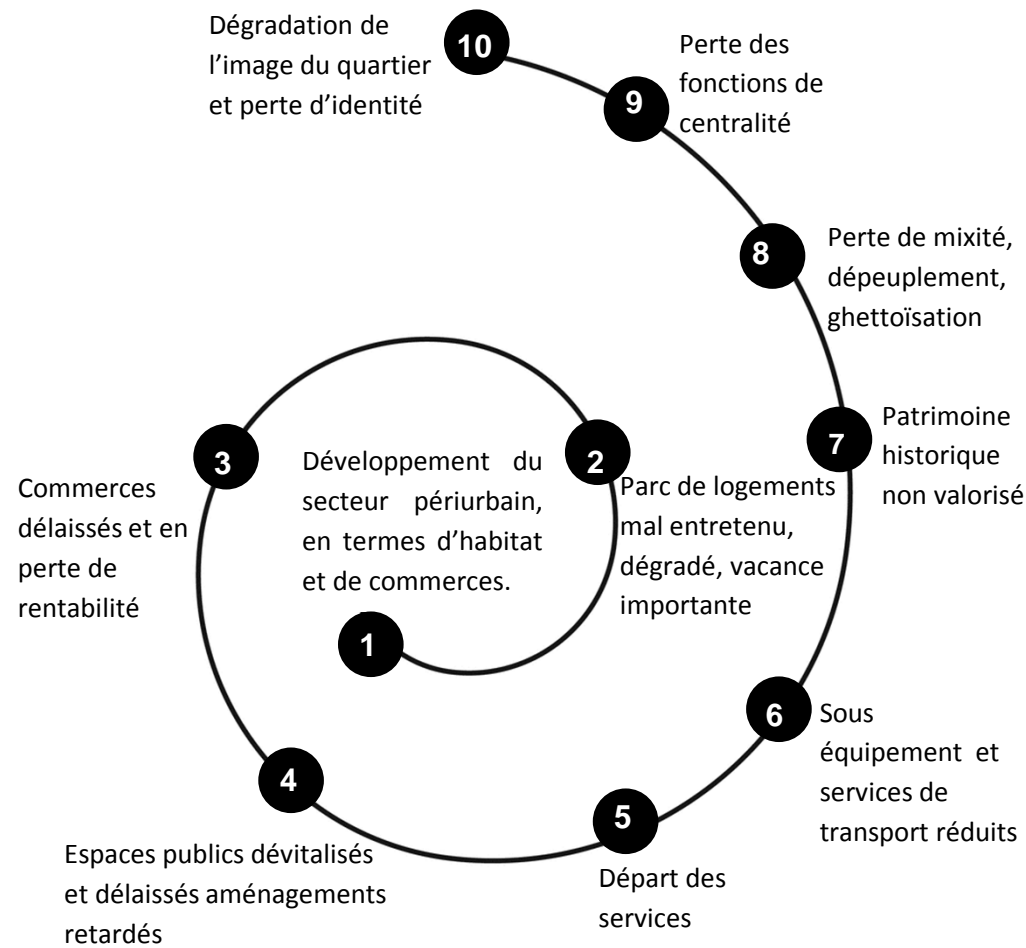 1
Développement du
secteur périurbain,
en termes d'habitat
et de commerces.
2
Parc de logements
mal entretenu,
dégradé, vacance
importante
3
Commerces
délaissés et en
perte de
rentabilité
4
Espaces publics dévitalisés
et délaissés aménagements
retardés
5
Départ des
services
6
Sous
équipement et
services de
transport réduits
7
Patrimoine
historique
non valorisé
8
Perte de mixité,
dépeuplement,
ghettoïsation
9
Perte des
fonctions de
centralité
10
Dégradation de
l’image du quartier
et perte d’identité